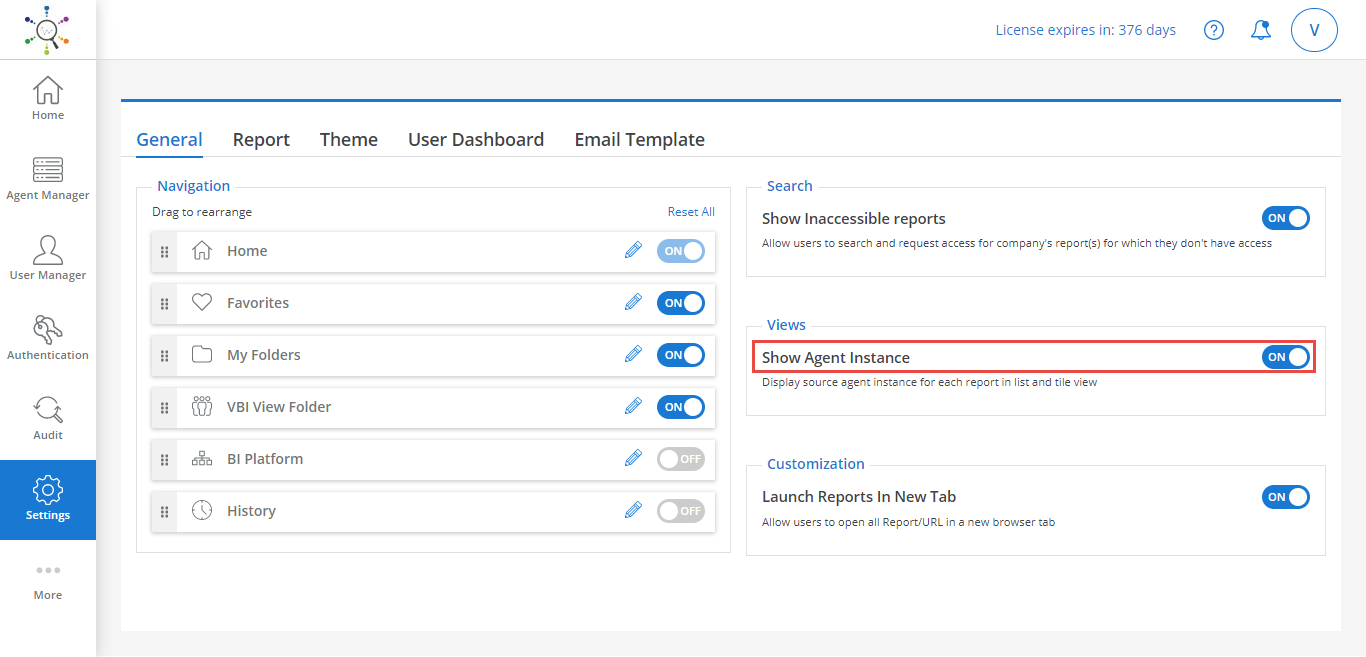 License expires in: 376 days
V
Home
Agent Manager
User Manager
Authentication
Audit
Settings
More
General Report Theme User Dashboard Email Template
Navigation
Drag to rearrange Reset All
Home ON
Favorites ON
My Folders ON
VBI View Folder ON
BI Platform OFF
History OFF
Search
Show Inaccessible reports ON
Allow users to search and request access for company's report(s) for which they don't have access
Views
Show Agent Instance ON
Display source agent instance for each report in list and tile view
Customization
Launch Reports In New Tab ON
Allow users to open all Report/URL in a new browser tab